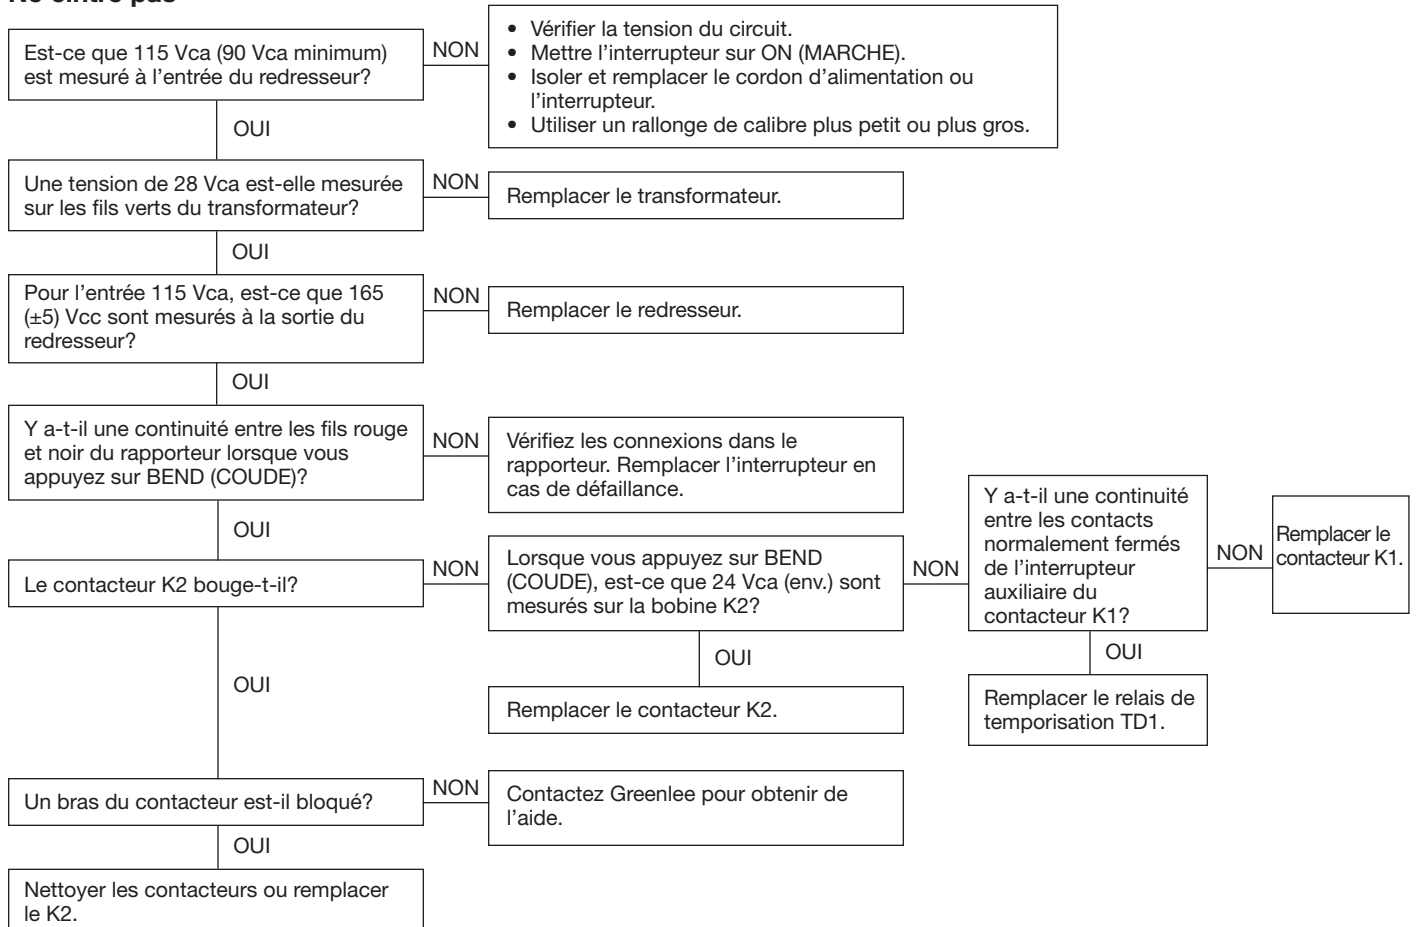 Est-ce que 115 Vca (90 Vca minimum)
est mesuré à l'entrée du redresseur?
NON
• Vérifier la tension du circuit.
• Mettre l'interrupteur sur ON (MARCHE).
• Isoler et remplacer le cordon d'alimentation ou
l'interrupteur.
• Utiliser un rallonge de calibre plus petit ou plus gros.
OUI
Une tension de 28 Vca est-elle mesurée
sur les fils verts du transformateur?
NON
Remplacer le transformateur.
OUI
Pour l'entrée 115 Vca, est-ce que 165
(±5) Vcc sont mesurés à la sortie du
redresseur?
NON
Remplacer le redresseur.
OUI
Y a-t-il une continuité entre les fils rouge
et noir du rapporteur lorsque vous
appuyez sur BEND (COUDE)?
NON
Vérifiez les connexions dans le
rapporteur. Remplacer l'interrupteur en
cas de défaillance.
OUI
Le contacteur K2 bouge-t-il?
NON
Lorsque vous appuyez sur BEND
(COUDE), est-ce que 24 Vca (env.) sont
mesurés sur la bobine K2?
NON
Y a-t-il une continuité
entre les contacts
normalement fermés
de l'interrupteur
auxiliaire du
contacteur K1?
NON
Remplacer le
contacteur K1.
OUI
Remplacer le contacteur K2.
OUI
Remplacer le relais de
temporisation TD1.
OUI
Un bras du contacteur est-il bloqué?
NON
Contactez Greenlee pour obtenir de
l'aide.
OUI
Nettoyer les contacteurs ou remplacer
le K2.